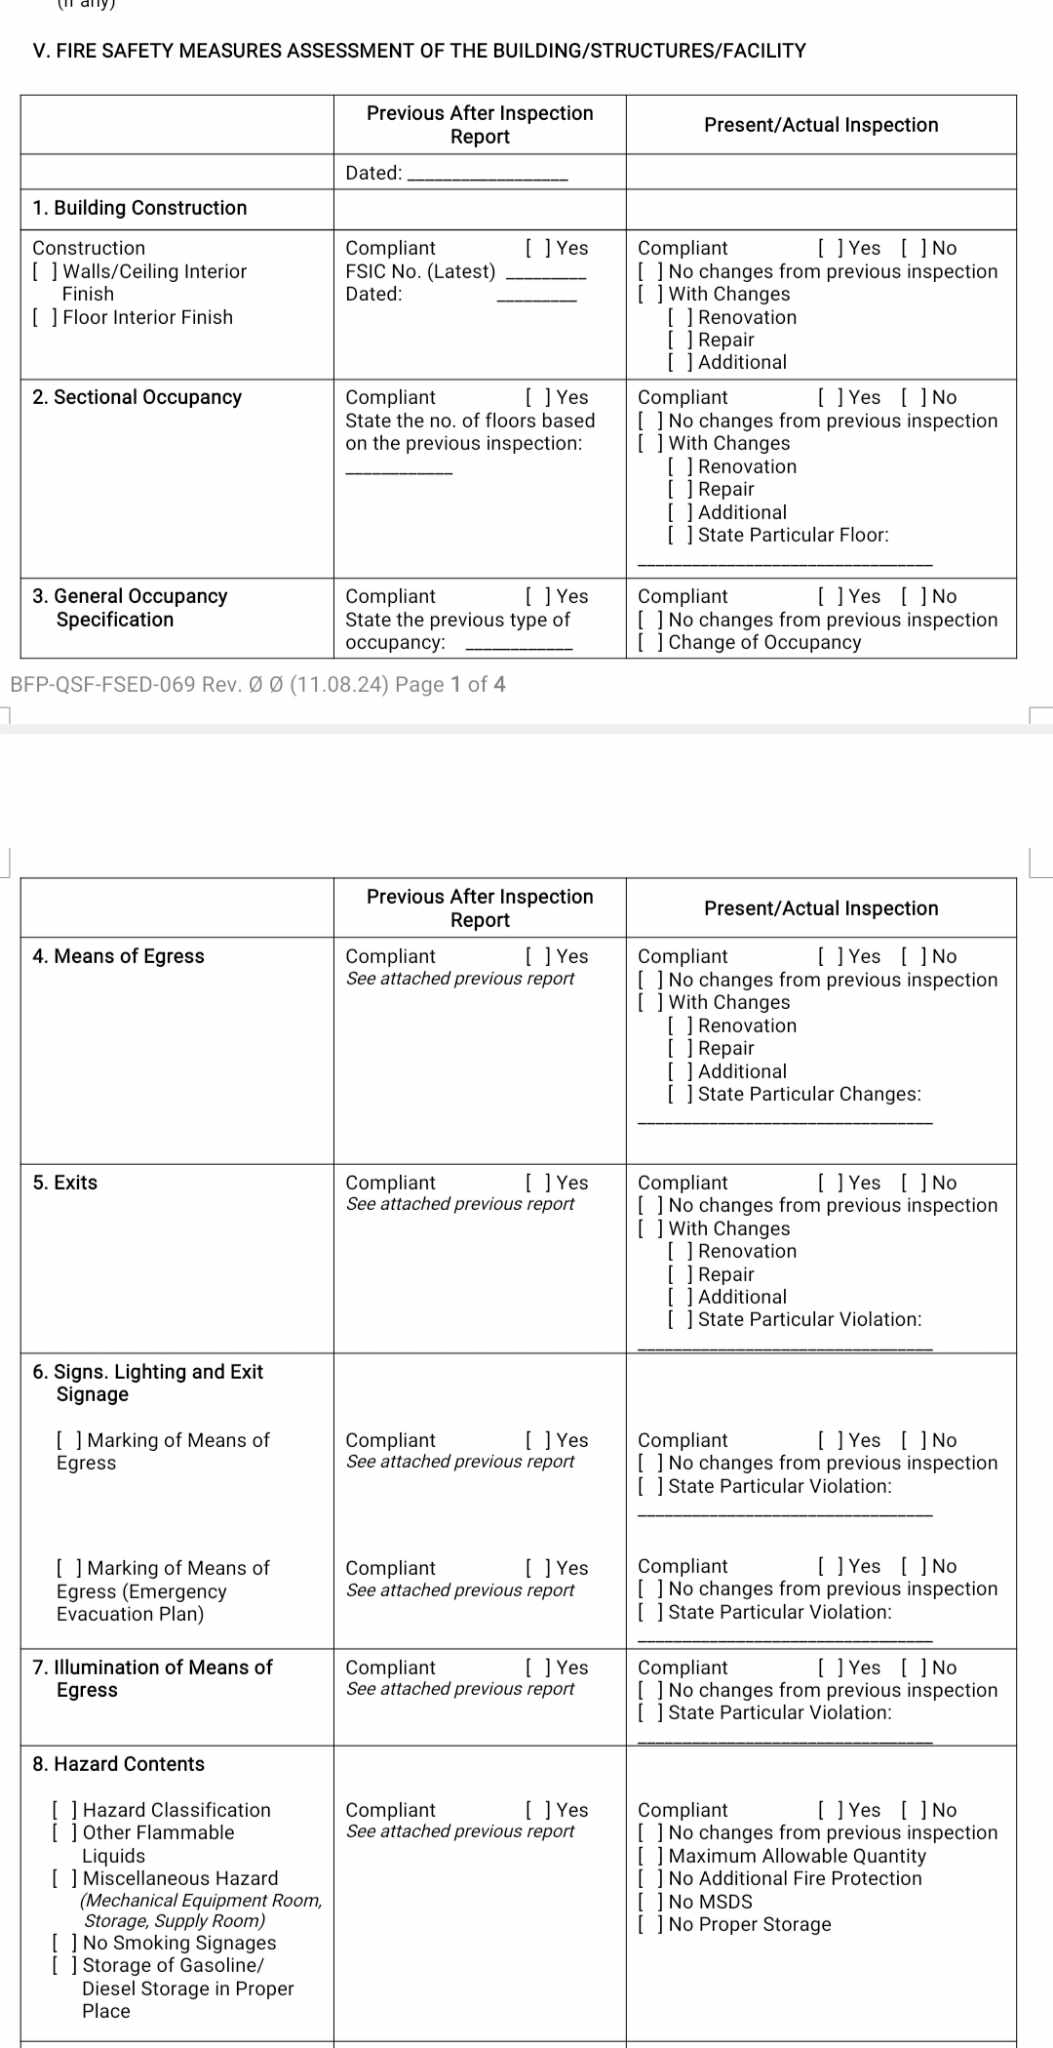 (if any)
V. FIRE SAFETY MEASURES ASSESSMENT OF THE BUILDING/STRUCTURES/FACILITY
Previous After Inspection
Report
Present/Actual Inspection
Dated: __________________
1. Building Construction
Construction
[ ] Walls/Ceiling Interior
Finish
[ ] Floor Interior Finish
Compliant [ ] Yes
FSIC No. (Latest) _________
Dated: _________
Compliant [ ] Yes [ ] No
[ ] No changes from previous inspection
[ ] With Changes
[ ] Renovation
[ ] Repair
[ ] Additional
2. Sectional Occupancy
Compliant [ ] Yes
State the no. of floors based
on the previous inspection:
____________
Compliant [ ] Yes [ ] No
[ ] No changes from previous inspection
[ ] With Changes
[ ] Renovation
[ ] Repair
[ ] Additional
[ ] State Particular Floor:
_________________________________
3. General Occupancy
Specification
Compliant [ ] Yes
State the previous type of
occupancy: ____________
Compliant [ ] Yes [ ] No
[ ] No changes from previous inspection
[ ] Change of Occupancy
BFP-QSF-FSED-069 Rev. Ø Ø (11.08.24) Page 1 of 4
Previous After Inspection
Report
Present/Actual Inspection
4. Means of Egress
Compliant [ ] Yes
See attached previous report
Compliant [ ] Yes [ ] No
[ ] No changes from previous inspection
[ ] With Changes
[ ] Renovation
[ ] Repair
[ ] Additional
[ ] State Particular Changes:
_________________________________
5. Exits
Compliant [ ] Yes
See attached previous report
Compliant [ ] Yes [ ] No
[ ] No changes from previous inspection
[ ] With Changes
[ ] Renovation
[ ] Repair
[ ] Additional
[ ] State Particular Violation:
_________________________________
6. Signs. Lighting and Exit
Signage
[ ] Marking of Means of
Egress
Compliant [ ] Yes
See attached previous report
Compliant [ ] Yes [ ] No
[ ] No changes from previous inspection
[ ] State Particular Violation:
_________________________________
[ ] Marking of Means of
Egress (Emergency
Evacuation Plan)
Compliant [ ] Yes
See attached previous report
Compliant [ ] Yes [ ] No
[ ] No changes from previous inspection
[ ] State Particular Violation:
_________________________________
7. Illumination of Means of
Egress
Compliant [ ] Yes
See attached previous report
Compliant [ ] Yes [ ] No
[ ] No changes from previous inspection
[ ] State Particular Violation:
_________________________________
8. Hazard Contents
[ ] Hazard Classification
[ ] Other Flammable
Liquids
[ ] Miscellaneous Hazard
(Mechanical Equipment Room,
Storage, Supply Room)
[ ] No Smoking Signages
[ ] Storage of Gasoline/
Diesel Storage in Proper
Place
Compliant [ ] Yes
See attached previous report
Compliant [ ] Yes [ ] No
[ ] No changes from previous inspection
[ ] Maximum Allowable Quantity
[ ] No Additional Fire Protection
[ ] No MSDS
[ ] No Proper Storage